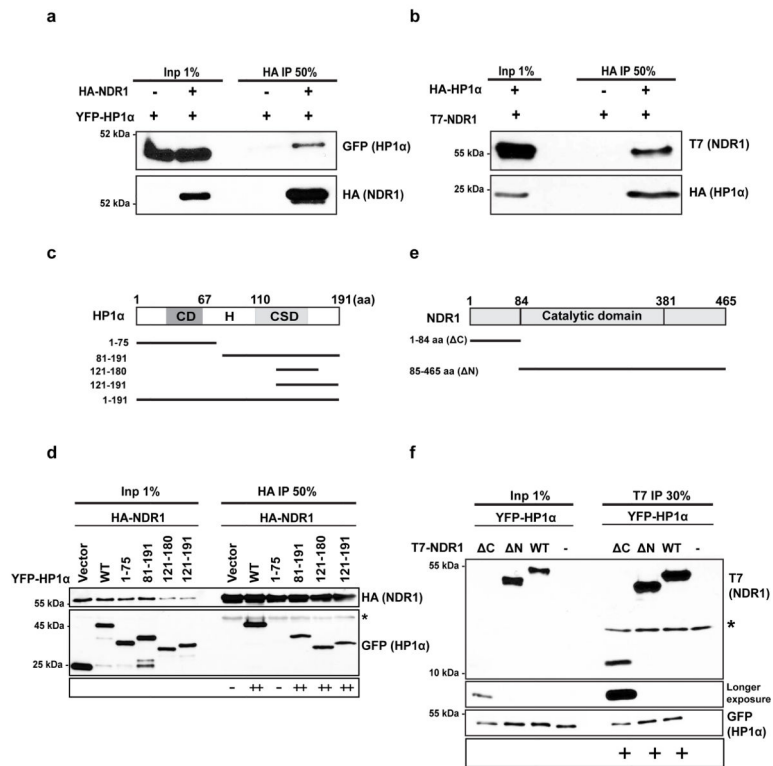 a
Inp 1% HA IP 50%
HA-NDR1 - + - +
YFP-HP1α + + + +
52 kDa
GFP (HP1α)
52 kDa
HA (NDR1)
b
Inp 1% HA IP 50%
HA-HP1α + - +
T7-NDR1 + + +
55 kDa
T7 (NDR1)
25 kDa
HA (HP1α)
c
1 67 110 191 (aa)
HP1α CD H CSD
1-75
81-191
121-180
121-191
1-191
e
1 84 381 465
NDR1 Catalytic domain
1-84 aa (ΔC)
85-465 aa (ΔN)
d
Inp 1% HA IP 50%
HA-NDR1 HA-NDR1
YFP-HP1α Vector WT 1-75 81-191 121-180 121-191 Vector WT 1-75 81-191 121-180 121-191
55 kDa HA (NDR1)
*
45 kDa
GFP (HP1α)
25 kDa
- ++ - ++ ++ ++
f
Inp 1% T7 IP 30%
YFP-HP1α YFP-HP1α
T7-NDR1 ΔC ΔN WT - ΔC ΔN WT -
55 kDa
T7
(NDR1)
*
10 kDa
Longer
exposure
55 kDa
GFP
(HP1α)
+ + +